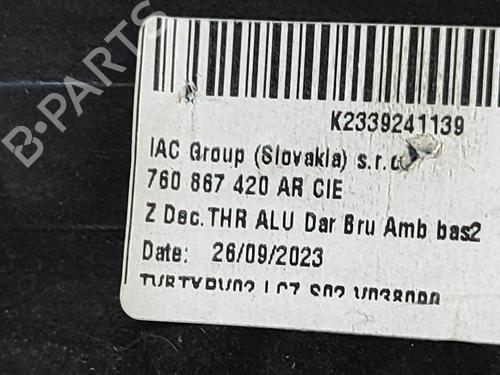 B-PARTS
K2339241139
IAC Group (Slovakia) s.r.o
760 867 420 AR CIE
Z Dec.THR ALU Dar Bru Amb bas2
Date: 26/09/2023